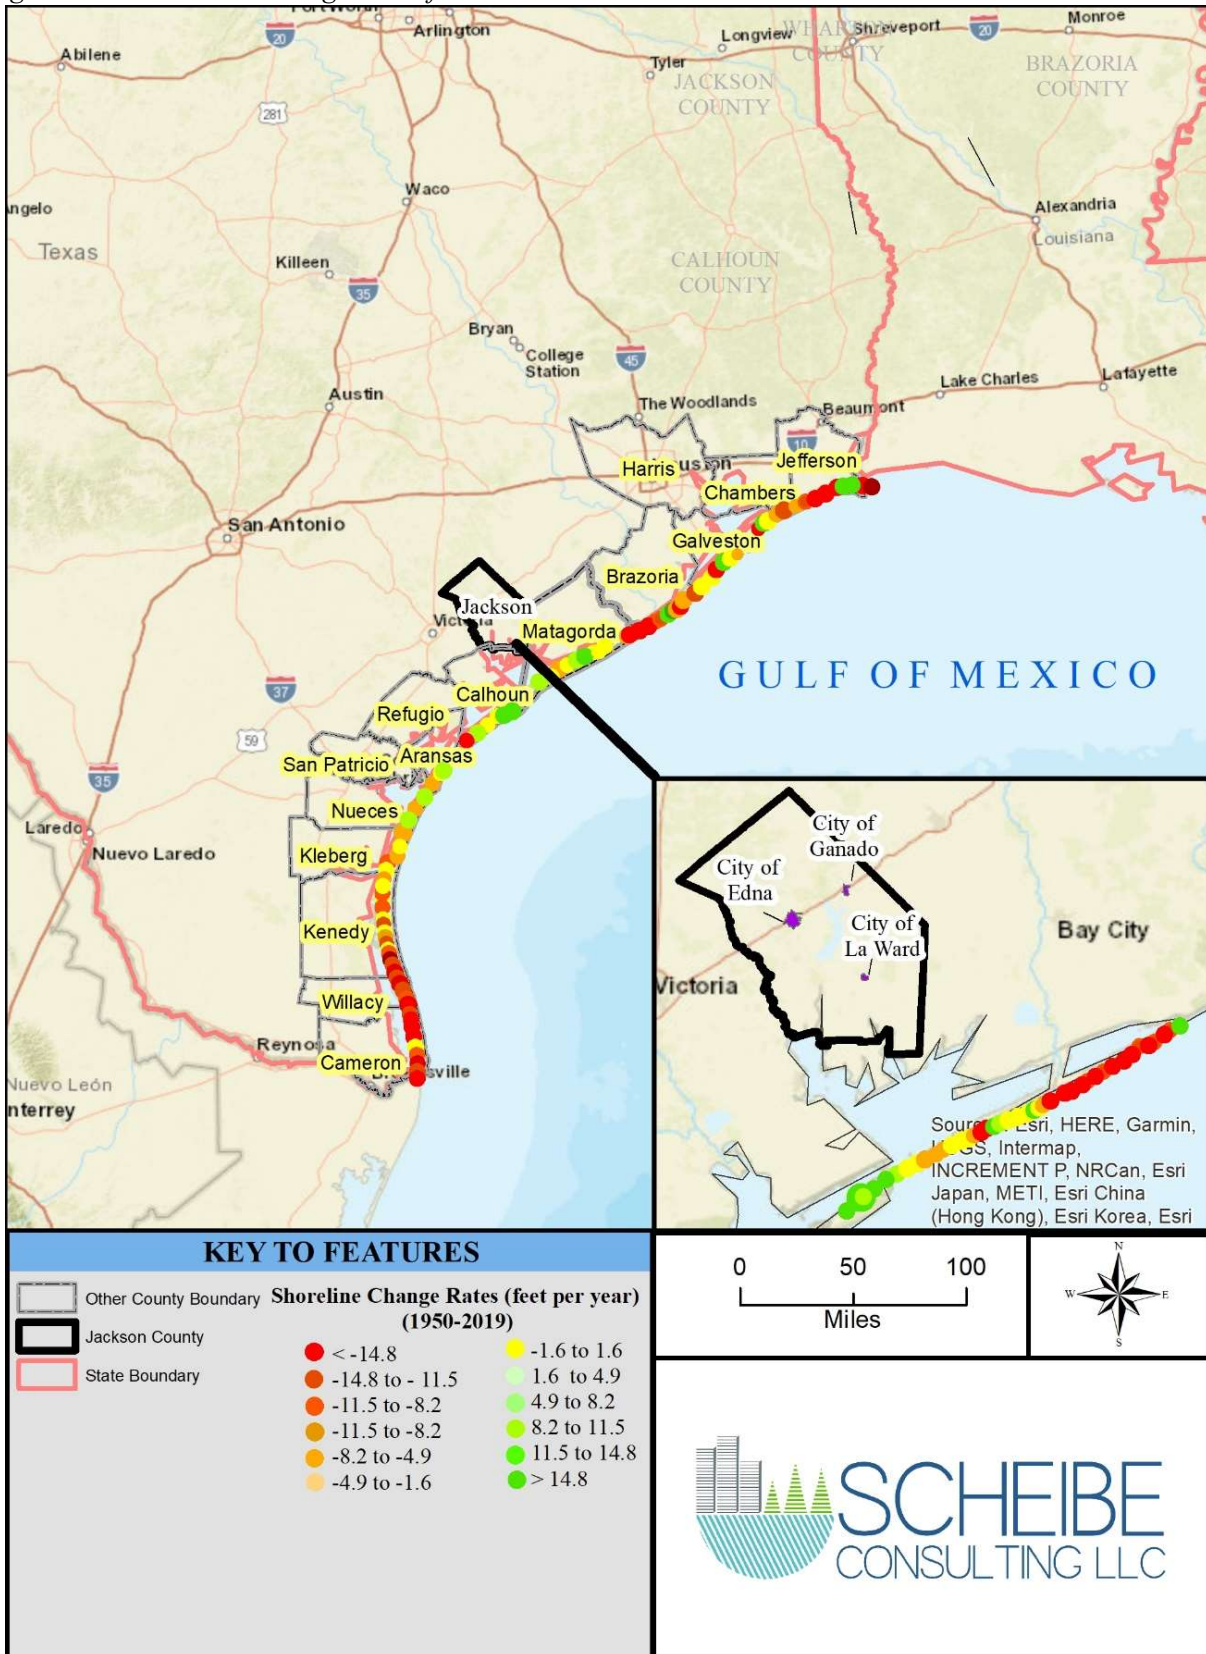 Arlington
Longview
WHARTON
COUNTY
Shreveport
20
20
Monroe
Abilene
Tyler
JACKSON
COUNTY
BRAZORIA
COUNTY
281
Waco
Alexandria
Louisiana
Texas
Killeen
CALHOUN
COUNTY
35
Bryan
College
Station
45
Lake Charles
Lafayette
Austin
The Woodlands
Beaumont
10
Harris
Jefferson
Chambers
San Antonio
Galveston
Brazoria
Jackson
Matagorda
GULF OF MEXICO
37
Calhoun
Refugio
59
San Patricio
Aransas
35
Nueces
Laredo
Nuevo Laredo
Kleberg
Kenedy
Willacy
Reynosa
Cameron
Nuevo León
nterrey
City of
Ganado
City of
Edna
City of
La Ward
Bay City
Victoria
Esri, HERE, Garmin,
Intermap,
INCREMENT P, NRCan, Esri
Japan, METI, Esri China
(Hong Kong), Esri Korea, Esri
KEY TO FEATURES
Other County Boundary
Jackson County
State Boundary
Shoreline Change Rates (feet per year)
(1950-2019)
< -14.8
-14.8 to - 11.5
-11.5 to -8.2
-11.5 to -8.2
-8.2 to -4.9
-4.9 to -1.6
-1.6 to 1.6
1.6 to 4.9
4.9 to 8.2
8.2 to 11.5
11.5 to 14.8
> 14.8
0 50 100
Miles
N
W E
S
SCHEIBE
CONSULTING LLC